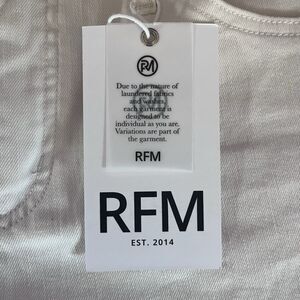 RM
Due to the nature of
laundered fabrics
and washes,
each garment is
designed to be
individual as you are.
Variations are part of
the garment.
RFM
RFM
EST. 2014